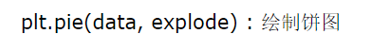 plt.pie(data, explode)：绘制饼图